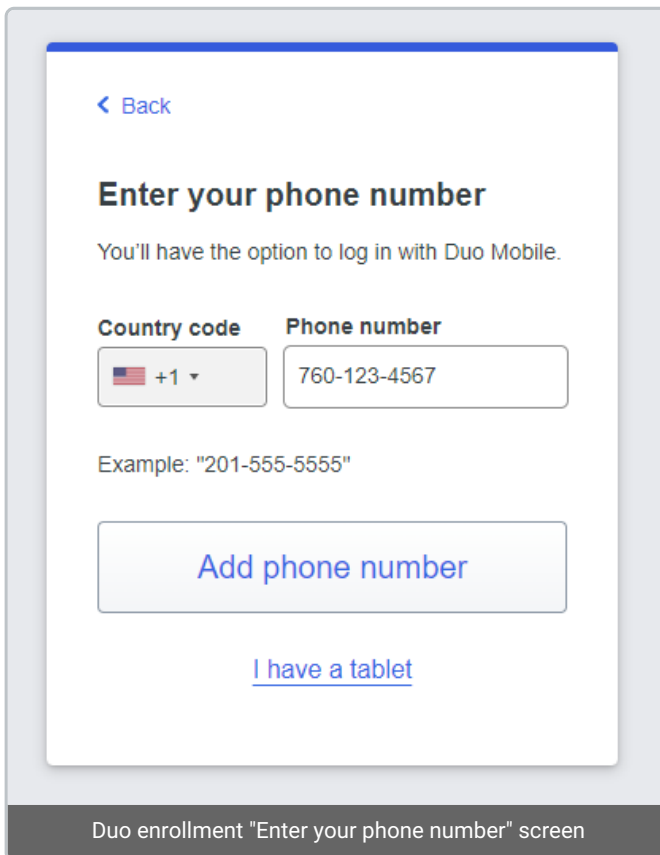 Back
Enter your phone number
You'll have the option to log in with Duo Mobile.
Country code Phone number
+1 760-123-4567
Example: "201-555-5555"
Add phone number
I have a tablet
Duo enrollment "Enter your phone number" screen